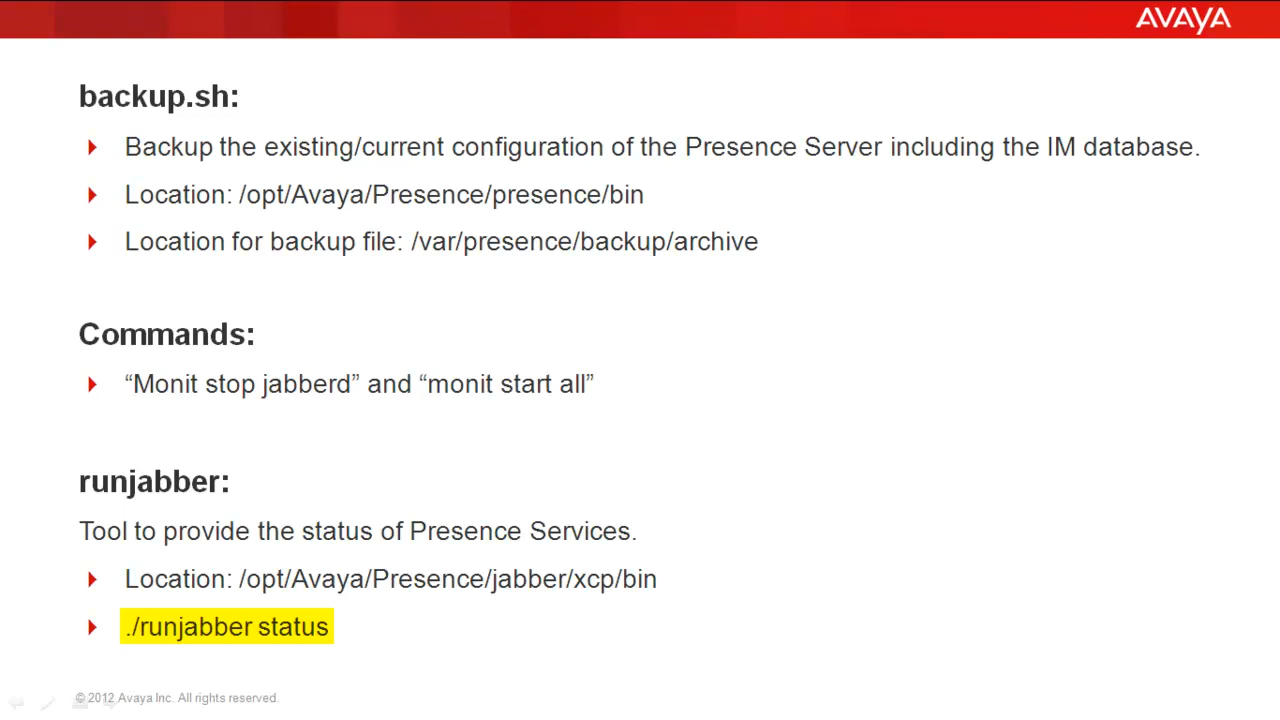 AVAYA
backup.sh:
Backup the existing/current configuration of the Presence Server including the IM database.
Location: /opt/Avaya/Presence/presence/bin
Location for backup file: /var/presence/backup/archive
Commands:
“Monit stop jabberd” and “monit start all”
runjabber:
Tool to provide the status of Presence Services.
Location: /opt/Avaya/Presence/jabber/xcp/bin
./runjabber status
© 2012 Avaya Inc. All rights reserved.